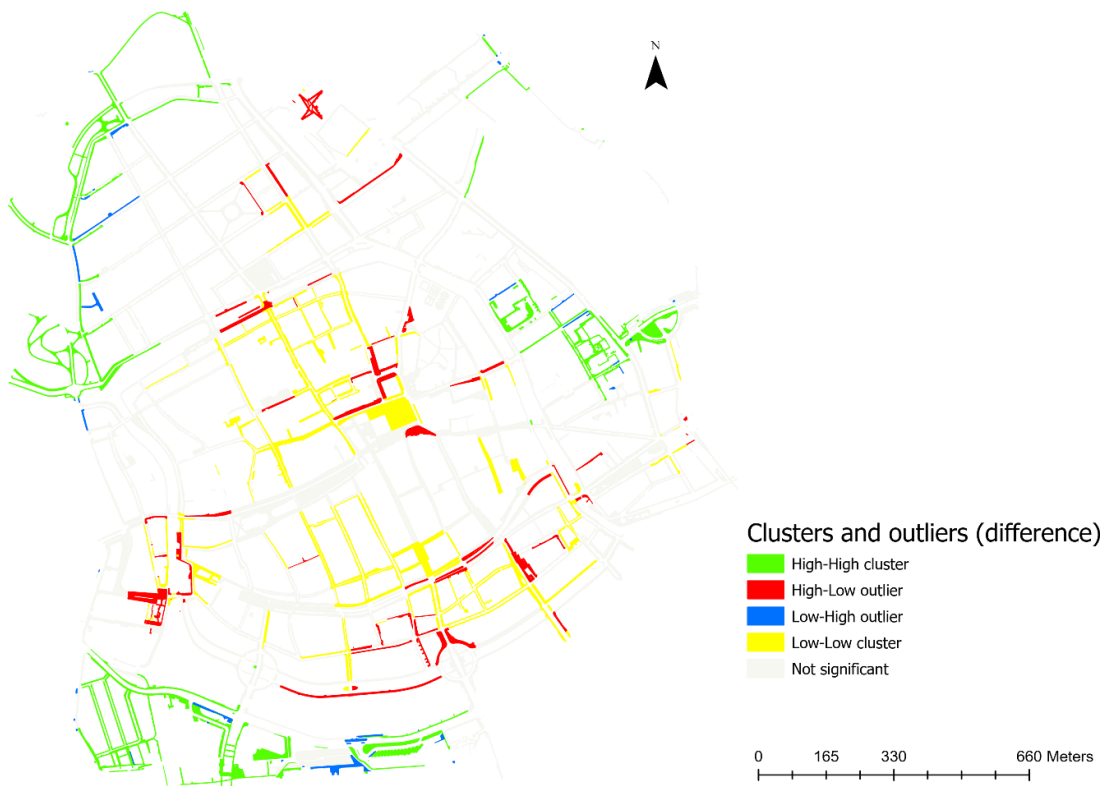 N
Clusters and outliers (difference)
High-High cluster
High-Low outlier
Low-High outlier
Low-Low cluster
Not significant
0 165 330 660 Meters